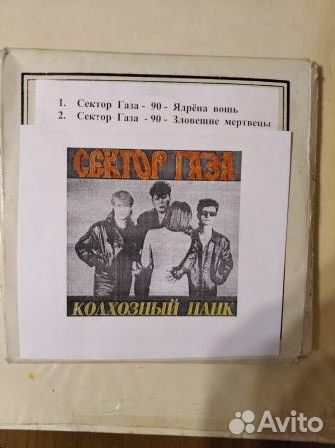 1. Сектор Газа - 90 - Ядрёна вошь
2. Сектор Газа - 90 - Зловещие мертвецы
СЕКТОР ГАЗА
КОЛХОЗНЫЙ ПАНК
Avito